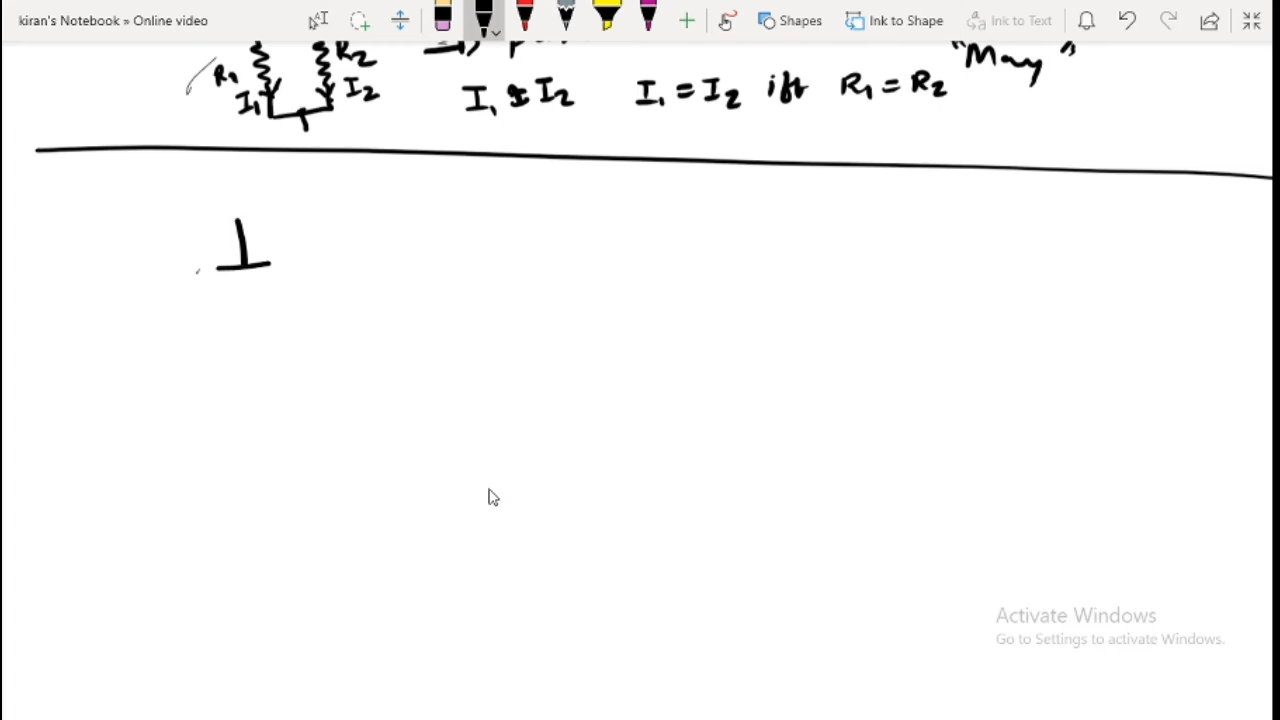 kiran's Notebook » Online video
Shapes
Ink to Shape
Ink to Text
R1 R2
I1 I2
I1 ± I2 I1 = I2 iff R1 = R2 "May"
Activate Windows
Go to Settings to activate Windows.